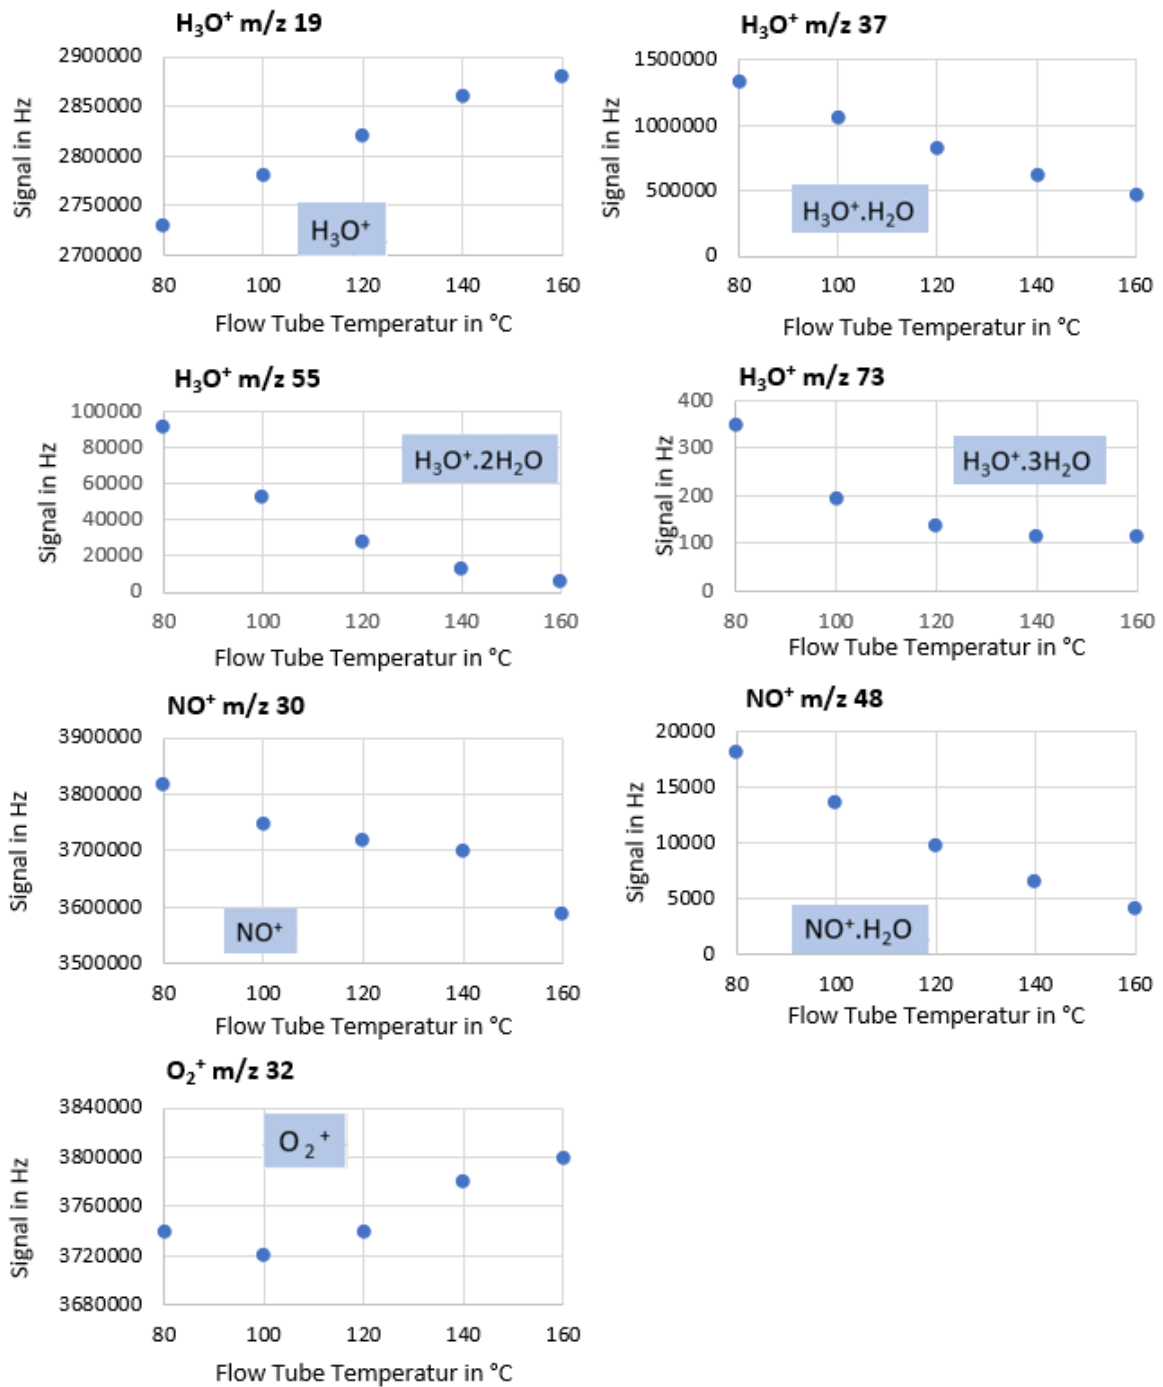 H₃O⁺ m/z 19
2900000
2850000
2800000
2750000
2700000
Signal in Hz
H₃O⁺
80 100 120 140 160
Flow Tube Temperatur in °C
H₃O⁺ m/z 37
1500000
1000000
500000
0
Signal in Hz
H₃O⁺.H₂O
80 100 120 140 160
Flow Tube Temperatur in °C
H₃O⁺ m/z 55
100000
80000
60000
40000
20000
0
Signal in Hz
H₃O⁺.2H₂O
80 100 120 140 160
Flow Tube Temperatur in °C
H₃O⁺ m/z 73
400
300
200
100
0
Signal in Hz
H₃O⁺.3H₂O
80 100 120 140 160
Flow Tube Temperatur in °C
NO⁺ m/z 30
3900000
3800000
3700000
3600000
3500000
Signal in Hz
NO⁺
80 100 120 140 160
Flow Tube Temperatur in °C
NO⁺ m/z 48
20000
15000
10000
5000
0
Signal in Hz
NO⁺.H₂O
80 100 120 140 160
Flow Tube Temperatur in °C
O₂⁺ m/z 32
3840000
3800000
3760000
3720000
3680000
Signal in Hz
O₂⁺
80 100 120 140 160
Flow Tube Temperatur in °C